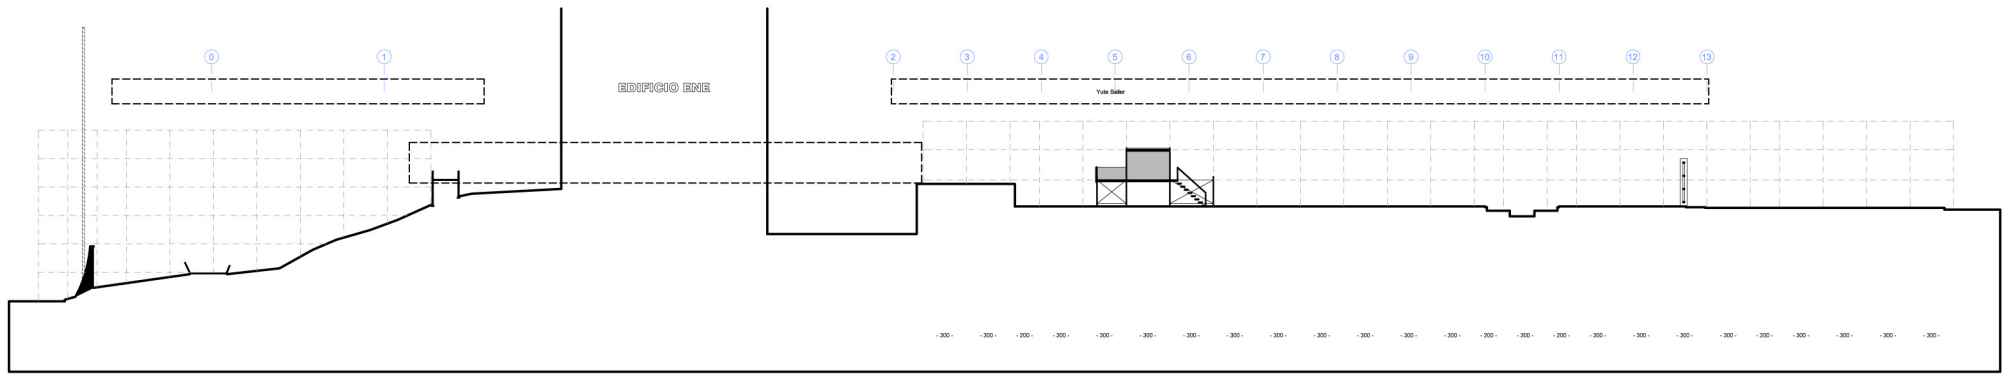 0 1 2 3 4 5 6 7 8 9 10 11 12 13
EDIFICIO ENE
Yute Saller
- 300 - - 300 - - 200 - - 300 - - 300 - - 300 - - 200 - - 300 - - 300 - - 300 - - 300 - - 300 - - 300 - - 200 - - 300 - - 200 - - 300 - - 300 - - 200 - - 300 - - 300 - - 300 - - 300 - - 300 -